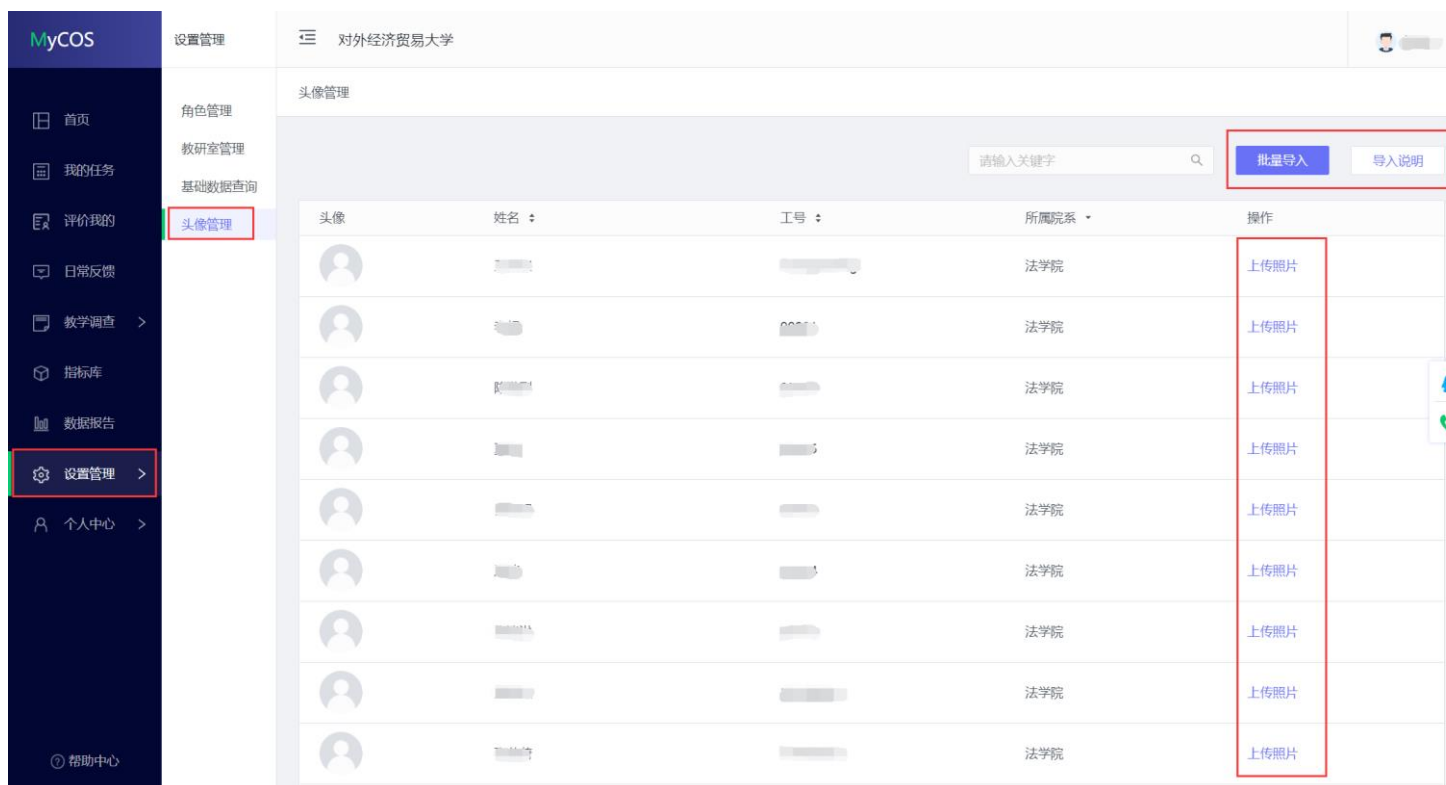 MyCOS
首页
我的任务
评价我的
日常反馈
教学调查 >
指标库
数据报告
设置管理 >
个人中心 >
帮助中心
设置管理
角色管理
教研室管理
基础数据查询
头像管理
对外经济贸易大学
头像管理
请输入关键字 批量导入 导入说明
头像 姓名 工号 所属院系 操作
法学院 上传照片
法学院 上传照片
法学院 上传照片
法学院 上传照片
法学院 上传照片
法学院 上传照片
法学院 上传照片
法学院 上传照片
法学院 上传照片